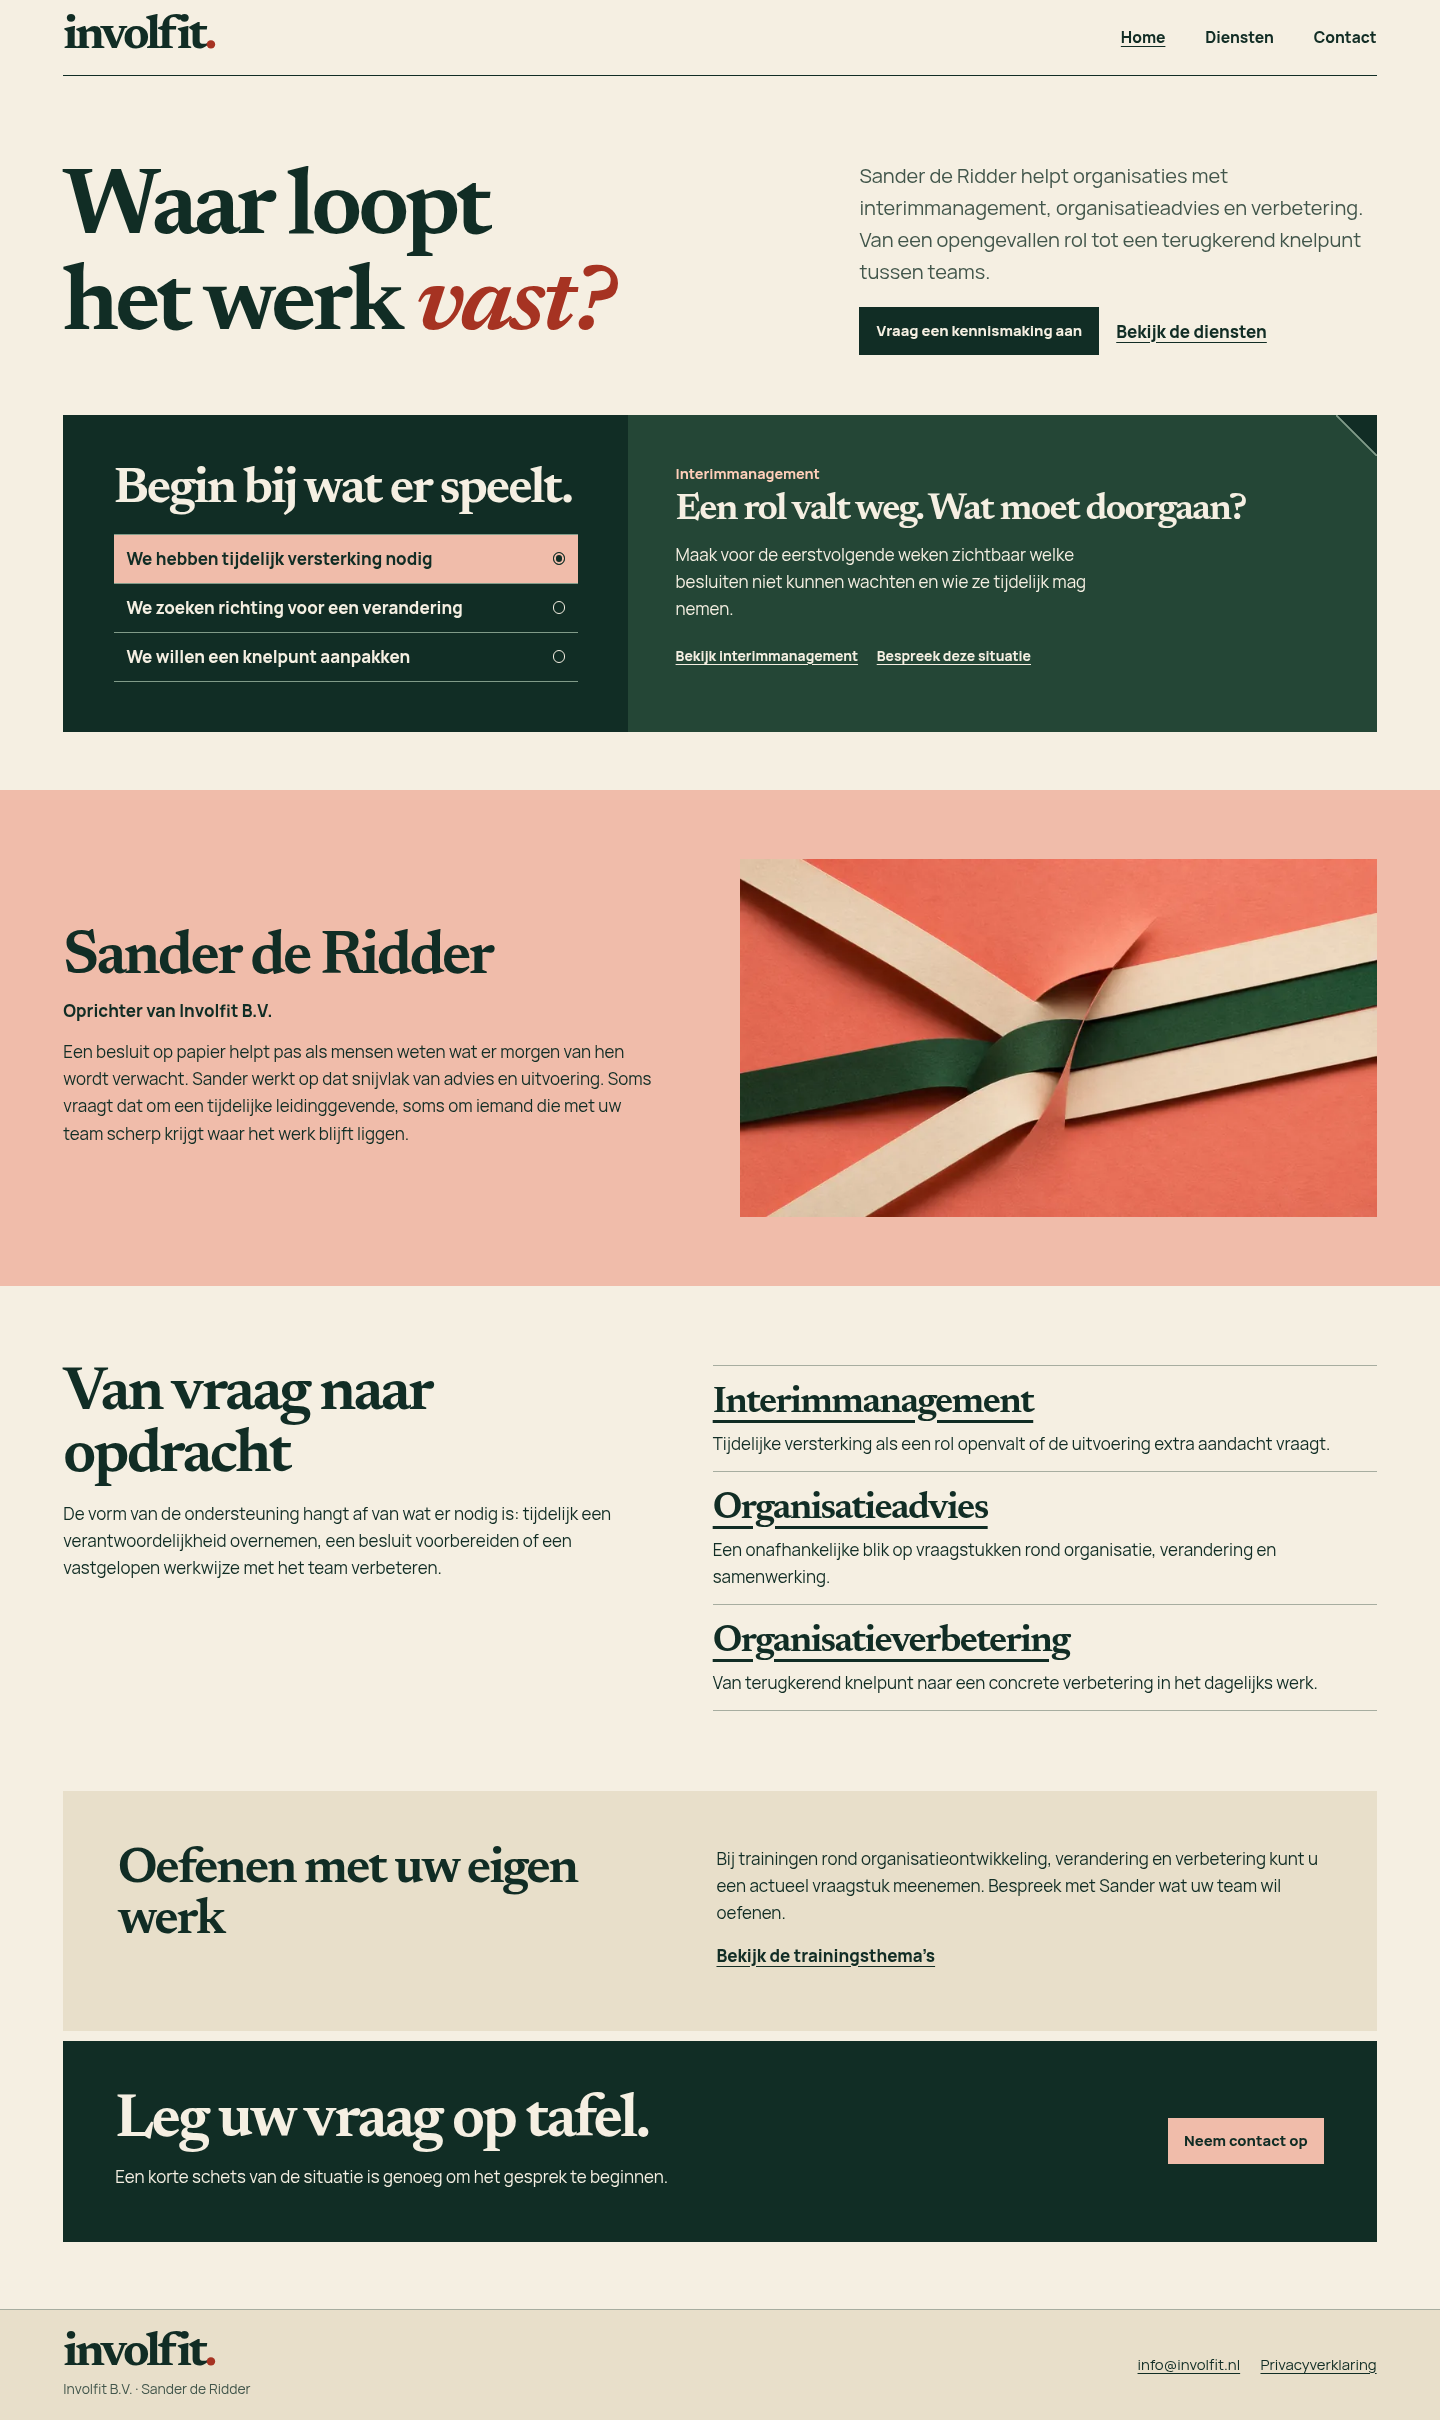 involfit.
Home
Diensten
Contact
Waar loopt
het werk vast?
Sander de Ridder helpt organisaties met
interimmanagement, organisatieadvies en verbetering.
Van een opengevallen rol tot een terugkerend knelpunt
tussen teams.
Vraag een kennismaking aan
Bekijk de diensten
Begin bij wat er speelt.
We hebben tijdelijk versterking nodig
We zoeken richting voor een verandering
We willen een knelpunt aanpakken
Interimmanagement
Een rol valt weg. Wat moet doorgaan?
Maak voor de eerstvolgende weken zichtbaar welke
besluiten niet kunnen wachten en wie ze tijdelijk mag
nemen.
Bekijk interimmanagement
Bespreek deze situatie
Sander de Ridder
Oprichter van Involfit B.V.
Een besluit op papier helpt pas als mensen weten wat er morgen van hen
wordt verwacht. Sander werkt op dat snijvlak van advies en uitvoering. Soms
vraagt dat om een tijdelijke leidinggevende, soms om iemand die met uw
team scherp krijgt waar het werk blijft liggen.
Van vraag naar
opdracht
De vorm van de ondersteuning hangt af van wat er nodig is: tijdelijk een
verantwoordelijkheid overnemen, een besluit voorbereiden of een
vastgelopen werkwijze met het team verbeteren.
Interimmanagement
Tijdelijke versterking als een rol openvalt of de uitvoering extra aandacht vraagt.
Organisatieadvies
Een onafhankelijke blik op vraagstukken rond organisatie, verandering en
samenwerking.
Organisatieverbetering
Van terugkerend knelpunt naar een concrete verbetering in het dagelijks werk.
Oefenen met uw eigen
werk
Bij trainingen rond organisatieontwikkeling, verandering en verbetering kunt u
een actueel vraagstuk meenemen. Bespreek met Sander wat uw team wil
oefenen.
Bekijk de trainingsthema's
Leg uw vraag op tafel.
Een korte schets van de situatie is genoeg om het gesprek te beginnen.
Neem contact op
involfit.
Involfit B.V. · Sander de Ridder
info@involfit.nl
Privacyverklaring